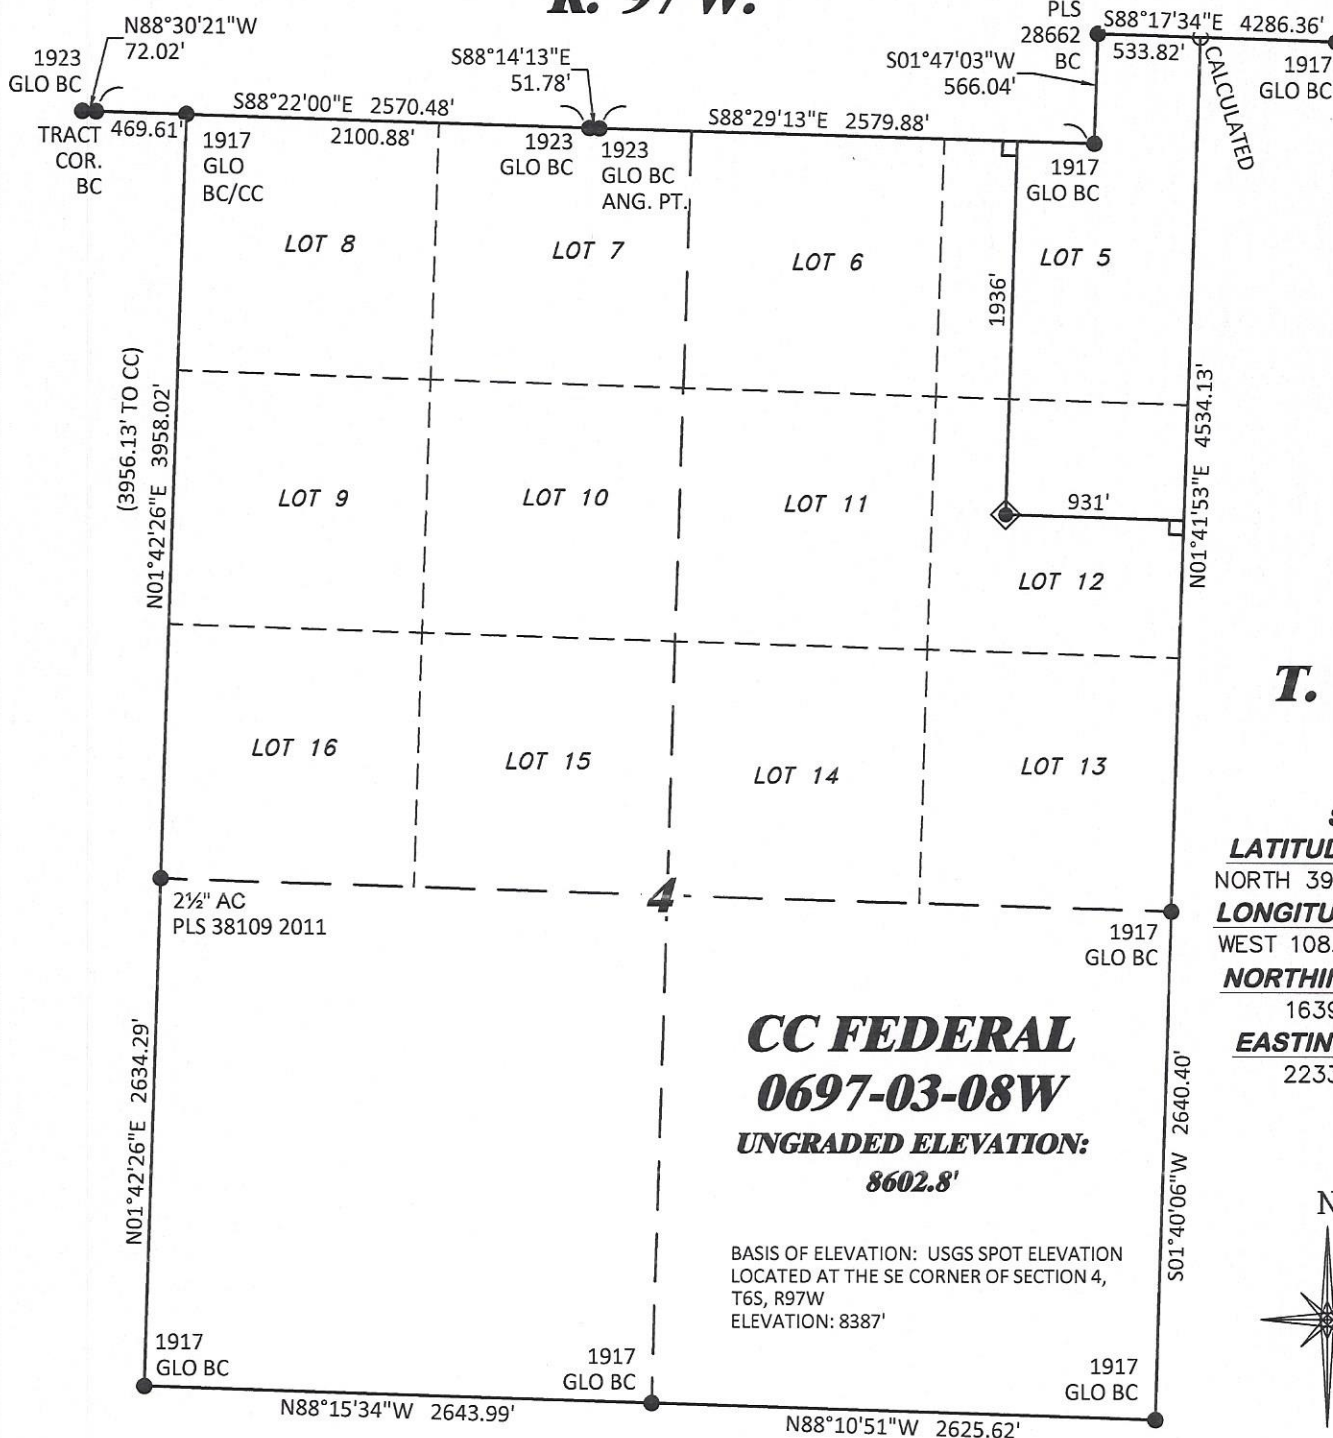 R. 97 W.
N88°30'21"W
72.02'
1923
GLO BC
TRACT
COR.
BC
469.61'
S88°22'00"E 2570.48'
2100.88'
1917
GLO
BC/CC
S88°14'13"E
51.78'
1923
GLO BC
1923
GLO BC
ANG. PT.
S88°29'13"E 2579.88'
S01°47'03"W
566.04'
PLS
28662
BC
S88°17'34"E 4286.36'
533.82'
CALCULATED
1917
GLO BC
1917
GLO BC
LOT 8
LOT 7
LOT 6
LOT 5
1936'
(3956.13' TO CC)
N01°42'26"E 3958.02'
N01°41'53"E 4534.13'
LOT 9
LOT 10
LOT 11
931'
LOT 12
LOT 16
LOT 15
LOT 14
LOT 13
T.
2½" AC
PLS 38109 2011
4
1917
GLO BC
LATITUD
NORTH 39
LONGITU
WEST 108.
NORTHI
1639
EASTIN
2233
CC FEDERAL
0697-03-08W
UNGRADED ELEVATION:
8602.8'
BASIS OF ELEVATION: USGS SPOT ELEVATION
LOCATED AT THE SE CORNER OF SECTION 4,
T6S, R97W
ELEVATION: 8387'
N01°42'26"E 2634.29'
S01°40'06"W 2640.40'
N
1917
GLO BC
1917
GLO BC
1917
GLO BC
N88°15'34"W 2643.99'
N88°10'51"W 2625.62'